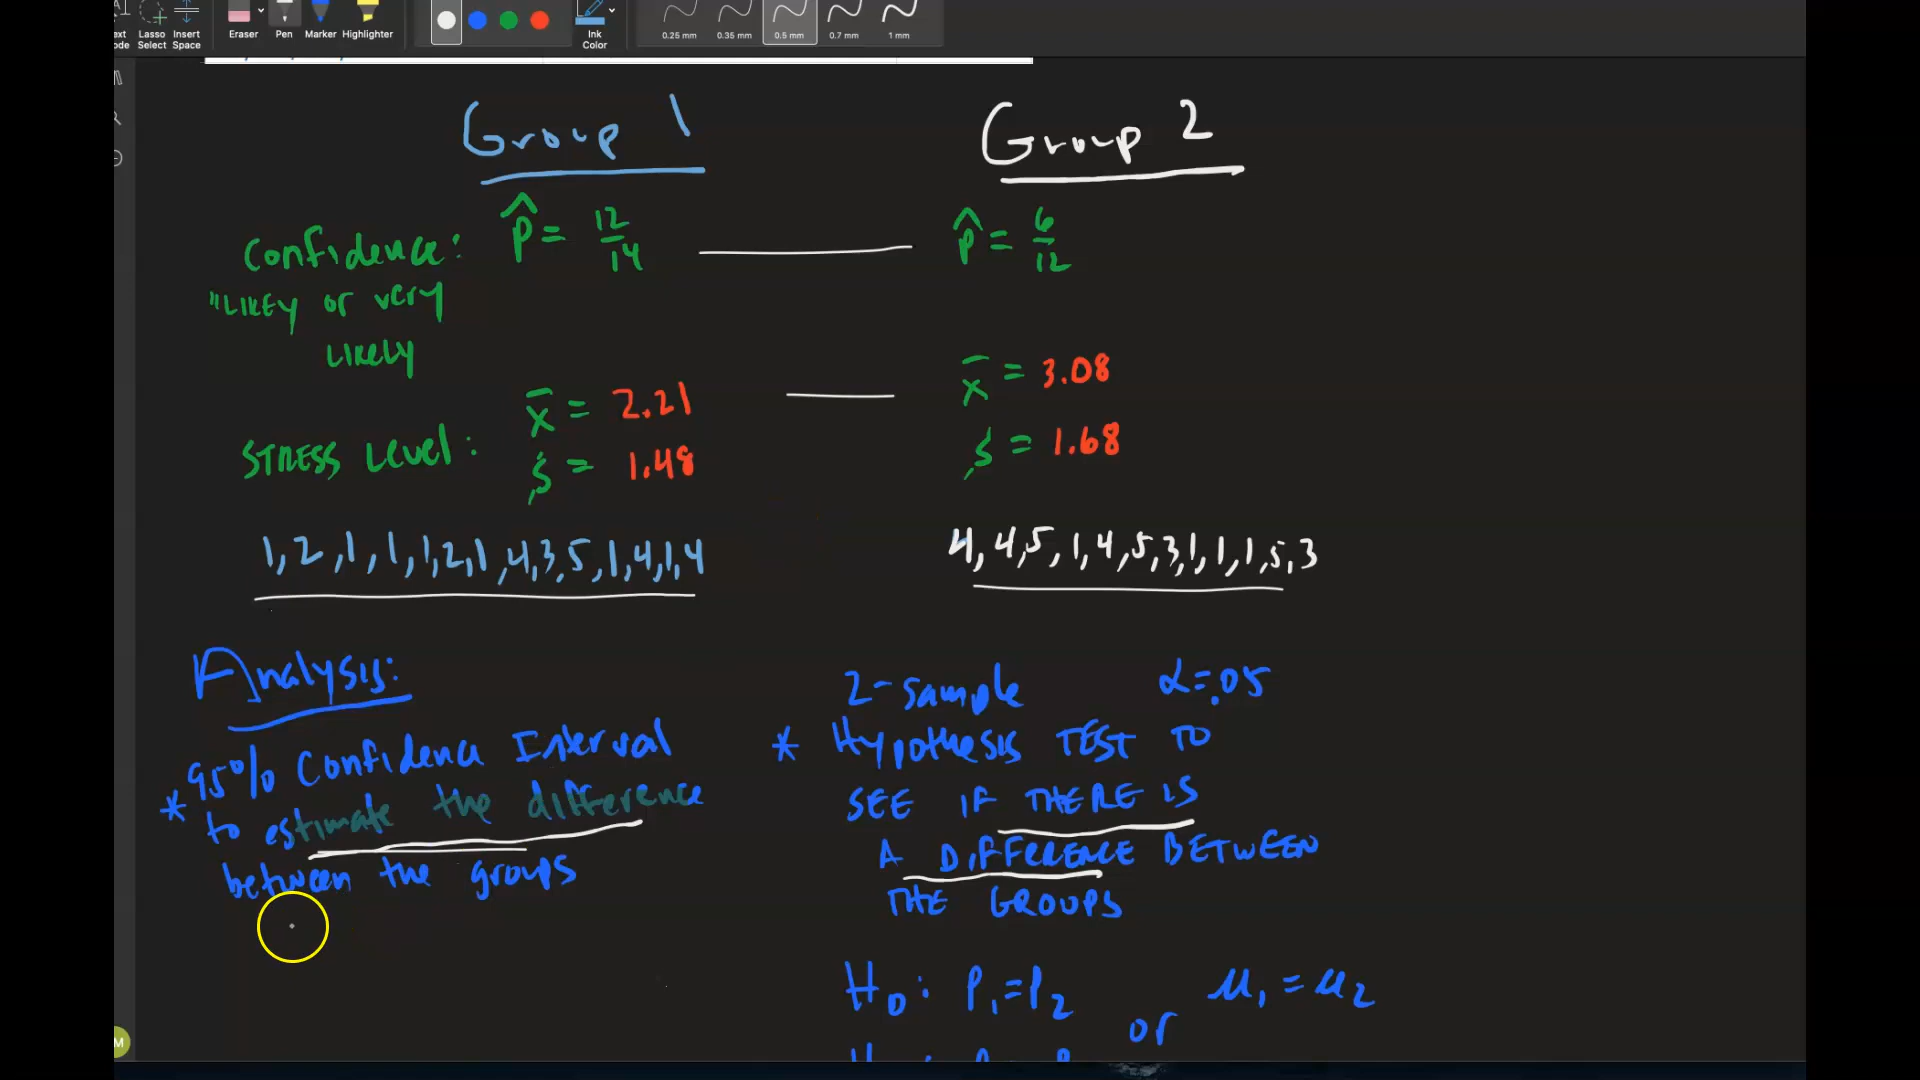 Lasso Select
Insert Space
Eraser
Pen
Marker
Highlighter
Ink Color
0.25 mm
0.35 mm
0.5 mm
0.7 mm
1 mm
Group 1
Group 2
Confidence: p̂ = 12/14
p̂ = 6/12
"Likely or very
Likely
x̄ = 2.21
x̄ = 3.08
STRESS Level:
s = 1.48
s = 1.68
1,2,1,1,1,2,1,4,3,5,1,4,1,4
4,4,5,1,4,5,3,1,1,1,5,3
Analysis:
* 95% Confidence Interval
to estimate the difference
between the groups
2-sample α=.05
* Hypothesis TEST TO
SEE IF THERE IS
A DIFFERENCE BETWEEN
THE GROUPS
H₀: P₁=P₂ or μ₁=μ₂
M